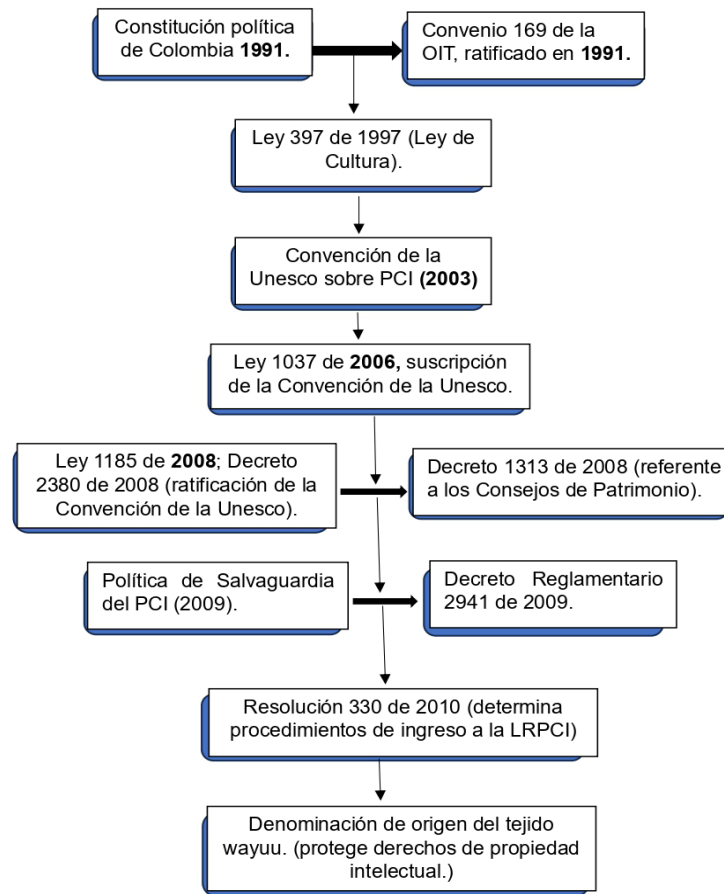 Constitución política
de Colombia 1991.
Convenio 169 de la
OIT, ratificado en 1991.
Ley 397 de 1997 (Ley de
Cultura).
Convención de la
Unesco sobre PCI (2003)
Ley 1037 de 2006, suscripción
de la Convención de la Unesco.
Ley 1185 de 2008; Decreto
2380 de 2008 (ratificación de la
Convención de la Unesco).
Decreto 1313 de 2008 (referente
a los Consejos de Patrimonio).
Política de Salvaguardia
del PCI (2009).
Decreto Reglamentario
2941 de 2009.
Resolución 330 de 2010 (determina
procedimientos de ingreso a la LRPCI)
Denominación de origen del tejido
wayuu. (protege derechos de propiedad
intelectual.)